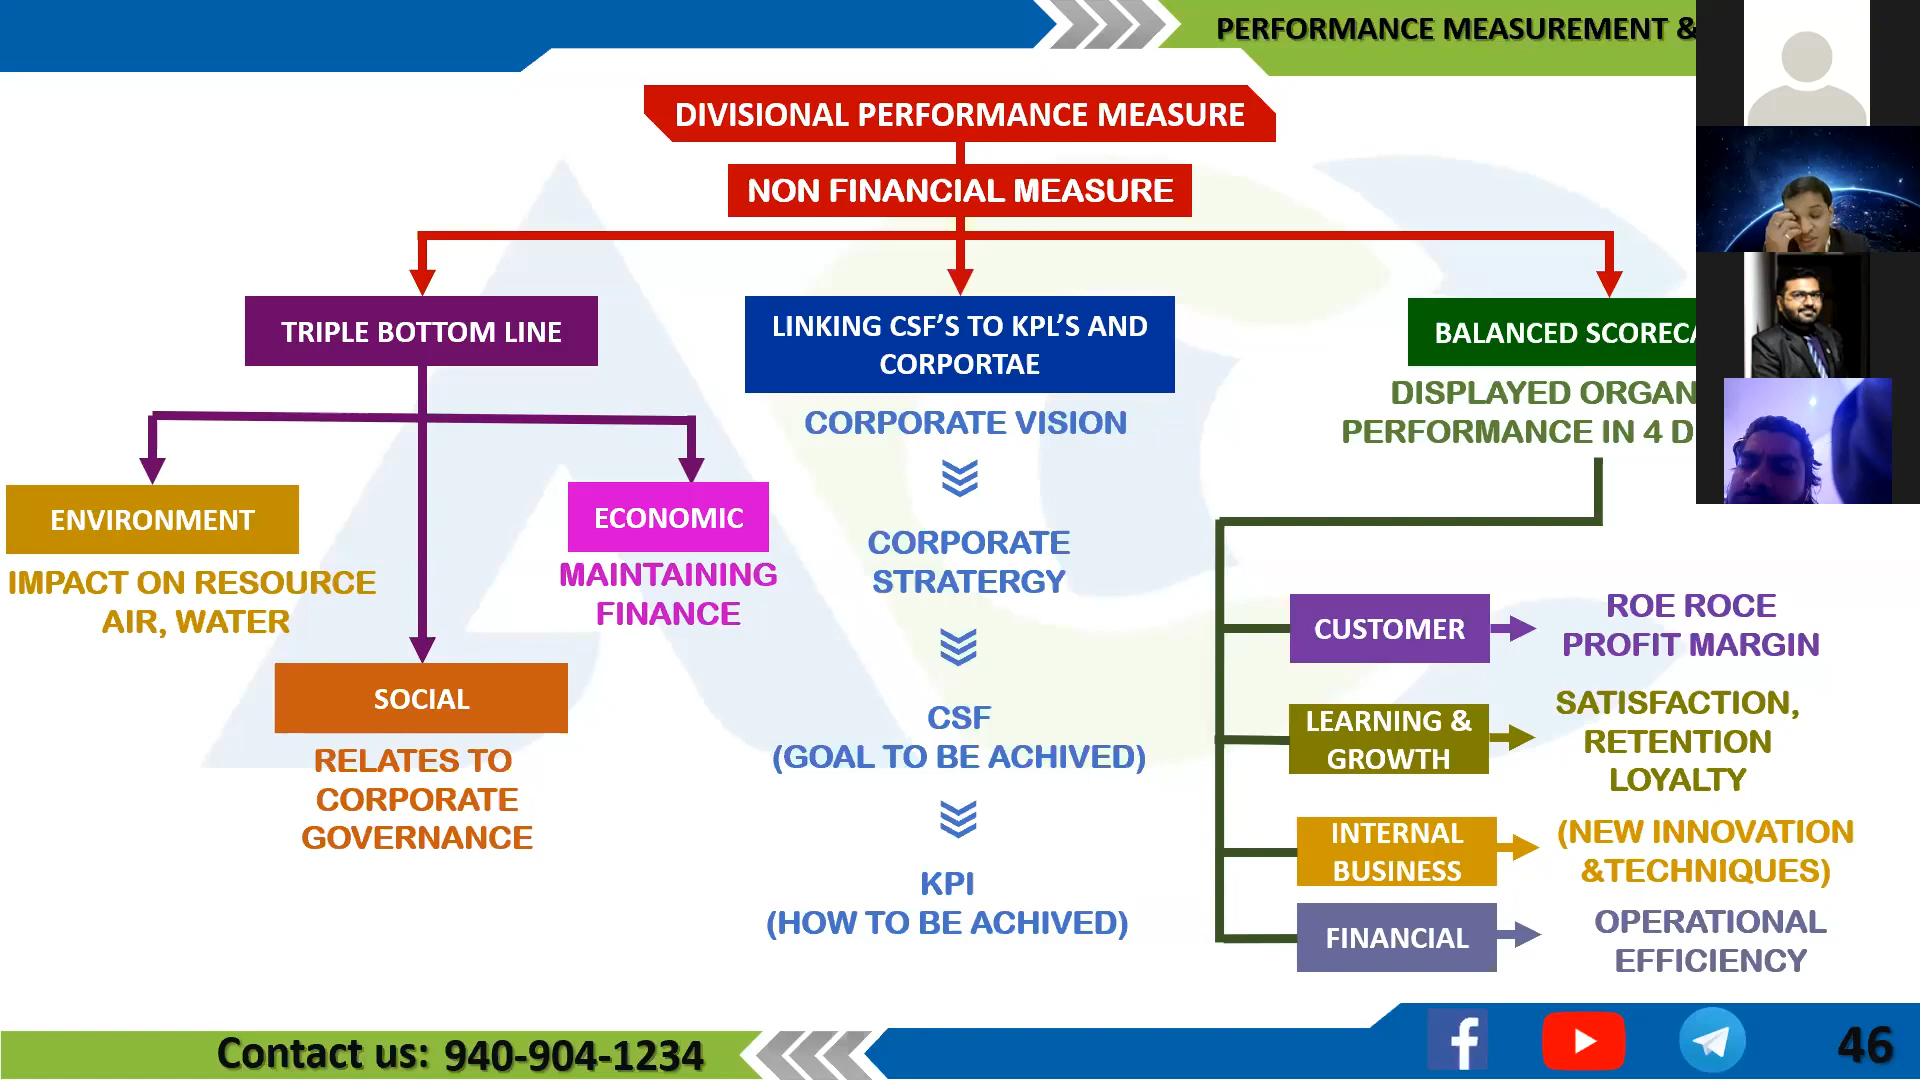 PERFORMANCE MEASUREMENT &
DIVISIONAL PERFORMANCE MEASURE
NON FINANCIAL MEASURE
TRIPLE BOTTOM LINE
ENVIRONMENT
IMPACT ON RESOURCE
AIR, WATER
ECONOMIC
MAINTAINING
FINANCE
SOCIAL
RELATES TO
CORPORATE
GOVERNANCE
LINKING CSF'S TO KPL'S AND
CORPORTAE
CORPORATE VISION
CORPORATE
STRATERGY
CSF
(GOAL TO BE ACHIVED)
KPI
(HOW TO BE ACHIVED)
BALANCED
DISPLAYED
PERFORMANCE IN 4
CUSTOMER
ROE ROCE
PROFIT MARGIN
LEARNING &
GROWTH
SATISFACTION,
RETENTION
LOYALTY
INTERNAL
BUSINESS
(NEW INNOVATION
&TECHNIQUES)
FINANCIAL
OPERATIONAL
EFFICIENCY
Contact us: 940-904-1234
46